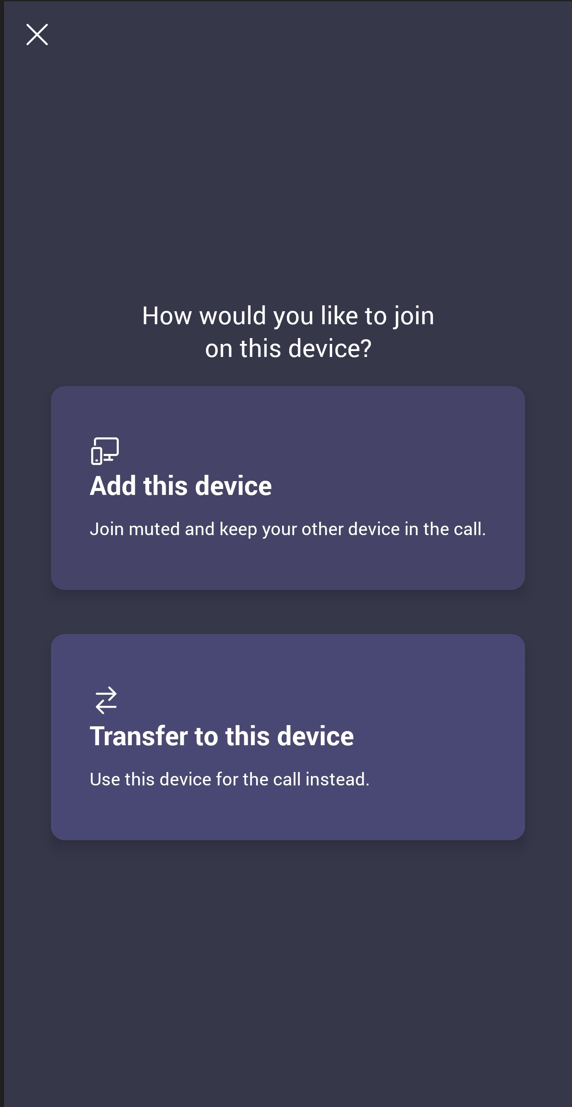 How would you like to join
on this device?
Add this device
Join muted and keep your other device in the call.
Transfer to this device
Use this device for the call instead.